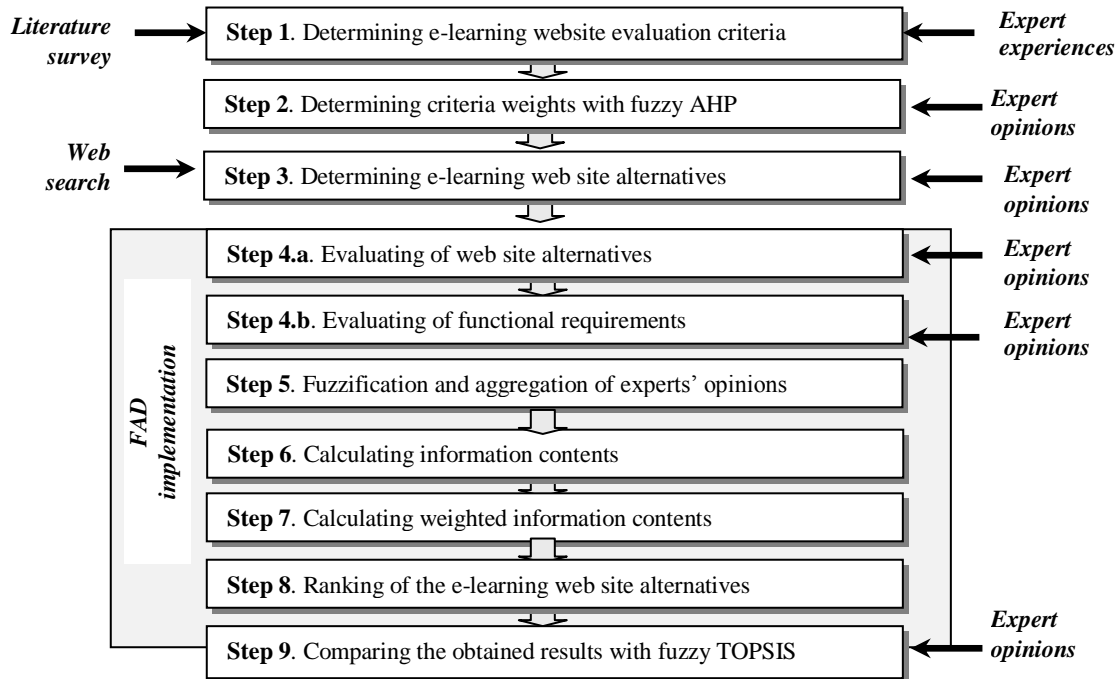 Literature
survey
Step 1. Determining e-learning website evaluation criteria
Expert
experiences
Step 2. Determining criteria weights with fuzzy AHP
Expert
opinions
Web
search
Step 3. Determining e-learning web site alternatives
Expert
opinions
FAD
implementation
Step 4.a. Evaluating of web site alternatives
Expert
opinions
Step 4.b. Evaluating of functional requirements
Expert
opinions
Step 5. Fuzzification and aggregation of experts’ opinions
Step 6. Calculating information contents
Step 7. Calculating weighted information contents
Step 8. Ranking of the e-learning web site alternatives
Step 9. Comparing the obtained results with fuzzy TOPSIS
Expert
opinions